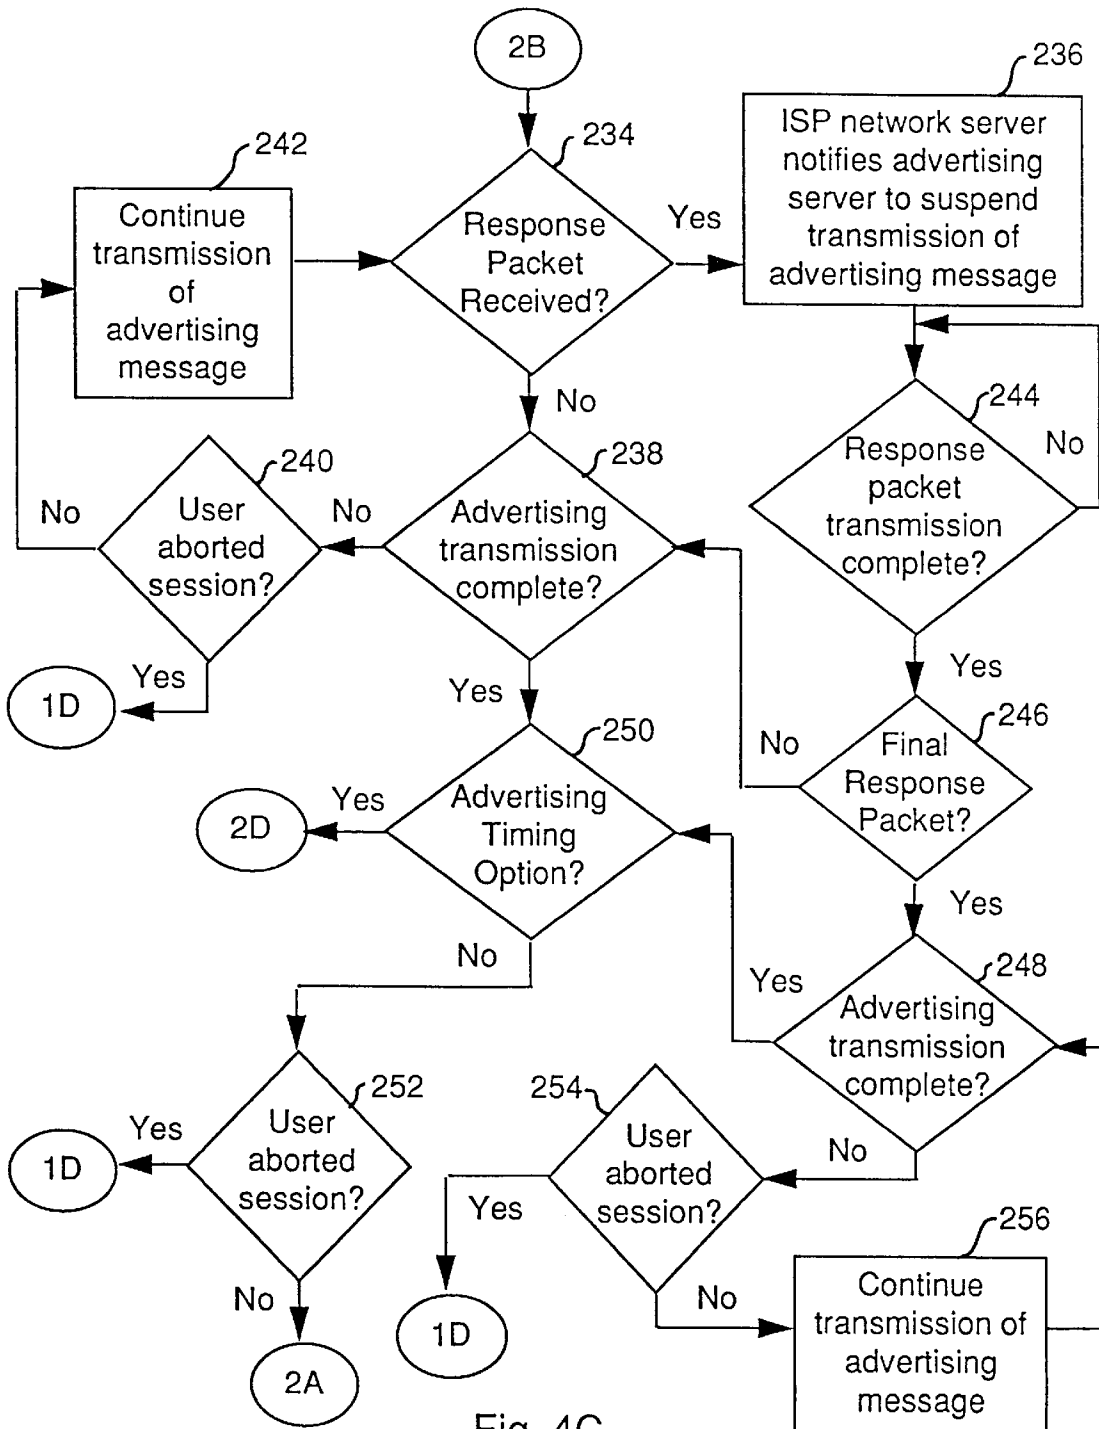 2B
236
ISP network server
notifies advertising
server to suspend
transmission of
advertising message
242
Continue
transmission
of
advertising
message
234
Response
Packet
Received?
Yes
No
244
Response
packet
transmission
complete?
No
Yes
240
User
aborted
session?
No
Yes
1D
238
Advertising
transmission
complete?
No
Yes
246
Final
Response
Packet?
No
Yes
250
Advertising
Timing
Option?
Yes
2D
No
248
Advertising
transmission
complete?
Yes
No
252
User
aborted
session?
Yes
1D
No
2A
254
User
aborted
session?
Yes
1D
No
256
Continue
transmission of
advertising
message
Fig. 4C